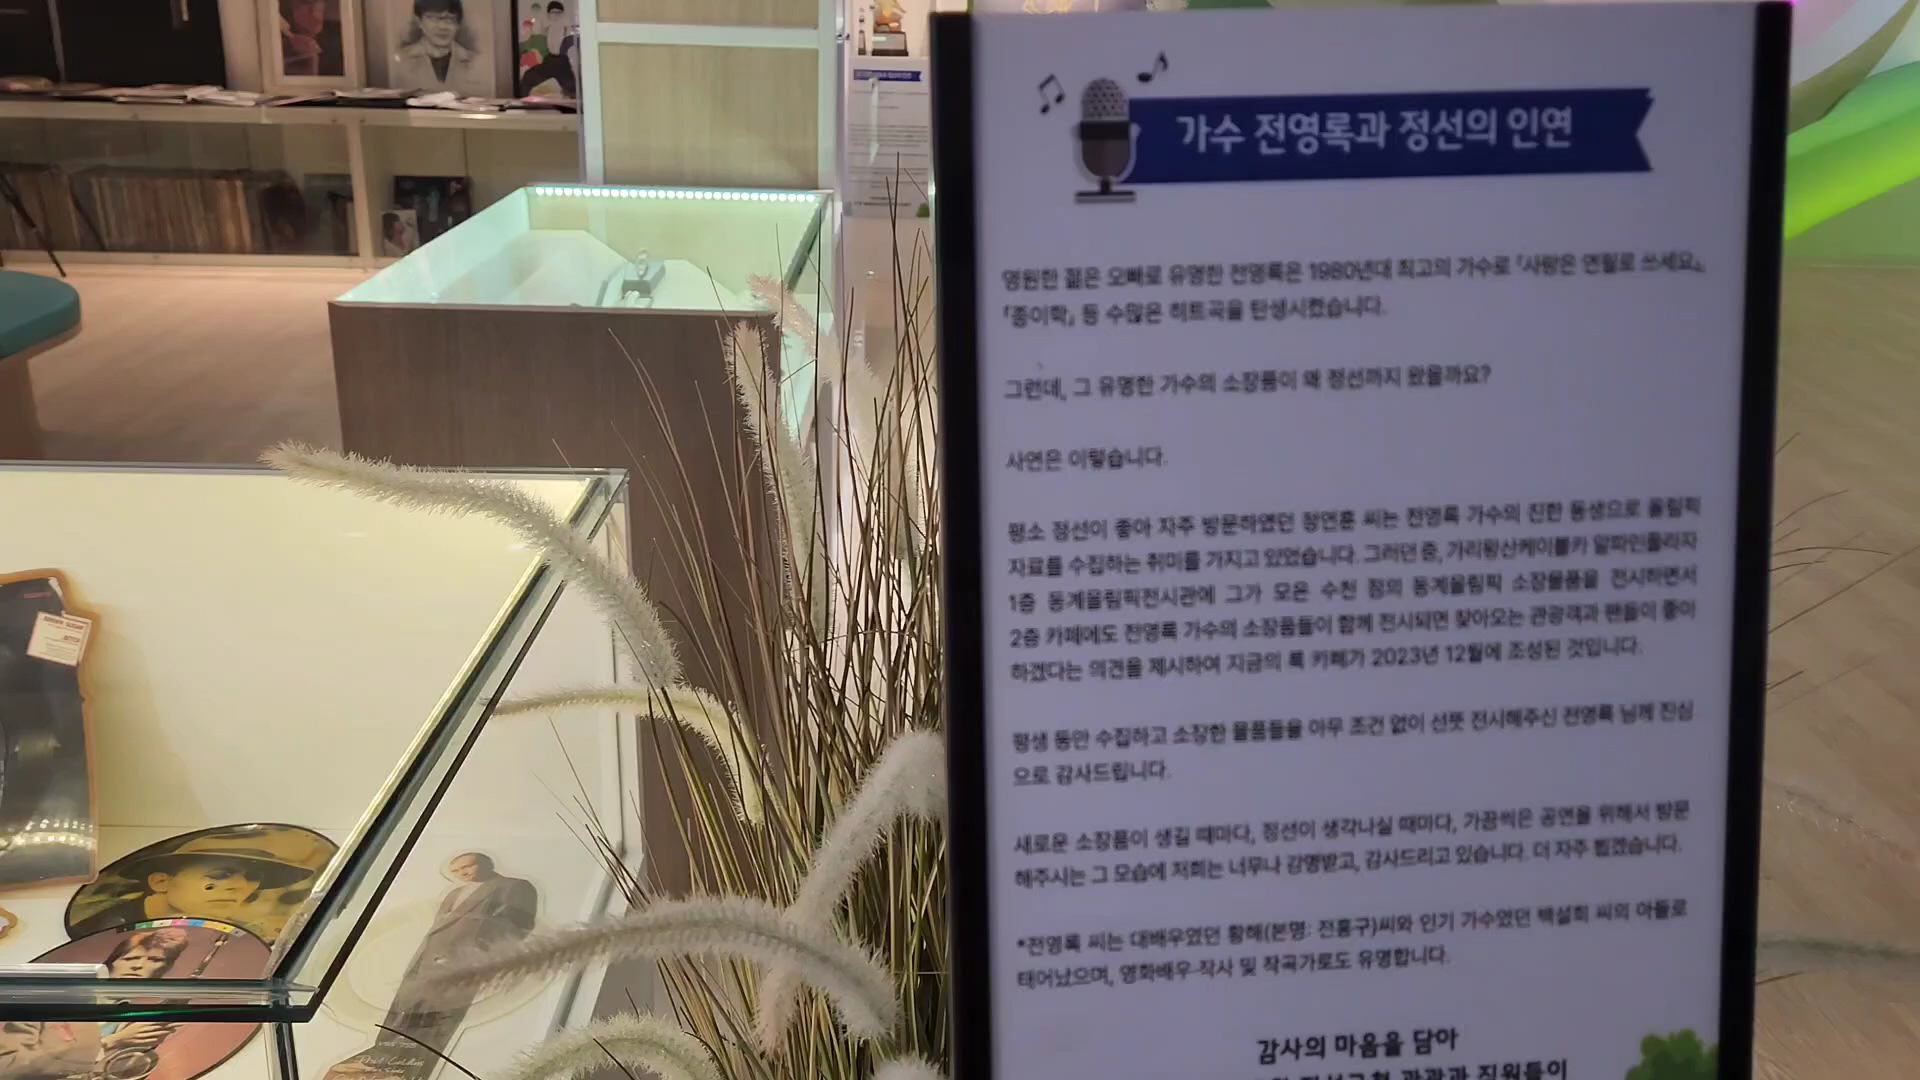 가수 전영록과 정선의 인연
영원한 젊은 오빠로 유명한 전영록은 1980년대 최고의 가수로 「사랑은 연필로 쓰세요」,
「종이학」 등 수많은 히트곡을 탄생시켰습니다.
그런데, 그 유명한 가수의 소장품이 왜 정선까지 왔을까요?
사연은 이렇습니다.
평소 정선이 좋아 자주 방문하였던 정연훈 씨는 전영록 가수의 친한 동생으로 올림픽
자료를 수집하는 취미를 가지고 있었습니다. 그러던 중, 가리왕산케이블카 알파인플라자
1층 동계올림픽전시관에 그가 모은 수천 점의 동계올림픽 소장물품을 전시하면서
2층 카페에도 전영록 가수의 소장품들이 함께 전시되면 찾아오는 관광객과 팬들이 좋아
하겠다는 의견을 제시하여 지금의 록 카페가 2023년 12월에 조성된 것입니다.
평생 동안 수집하고 소장한 물품들을 아무 조건 없이 선뜻 전시해주신 전영록 님께 진심
으로 감사드립니다.
새로운 소장품이 생길 때마다, 정선이 생각나실 때마다, 가끔씩은 공연을 위해서 방문
해주시는 그 모습에 저희는 너무나 감명받고, 감사드리고 있습니다. 더 자주 뵙겠습니다.
*전영록 씨는 대배우였던 황해(본명: 전홍구)씨와 인기 가수였던 백설희 씨의 아들로
태어났으며, 영화배우·작사 및 작곡가로도 유명합니다.
감사의 마음을 담아
관광과 직원들이